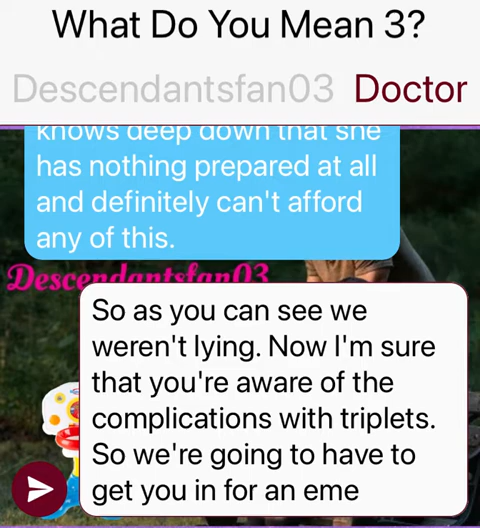 What Do You Mean 3?
Descendantsfan03 Doctor
knows deep down that she
has nothing prepared at all
and definitely can't afford
any of this.
Descendantsfan03
So as you can see we
weren't lying. Now I'm sure
that you're aware of the
complications with triplets.
So we're going to have to
get you in for an eme